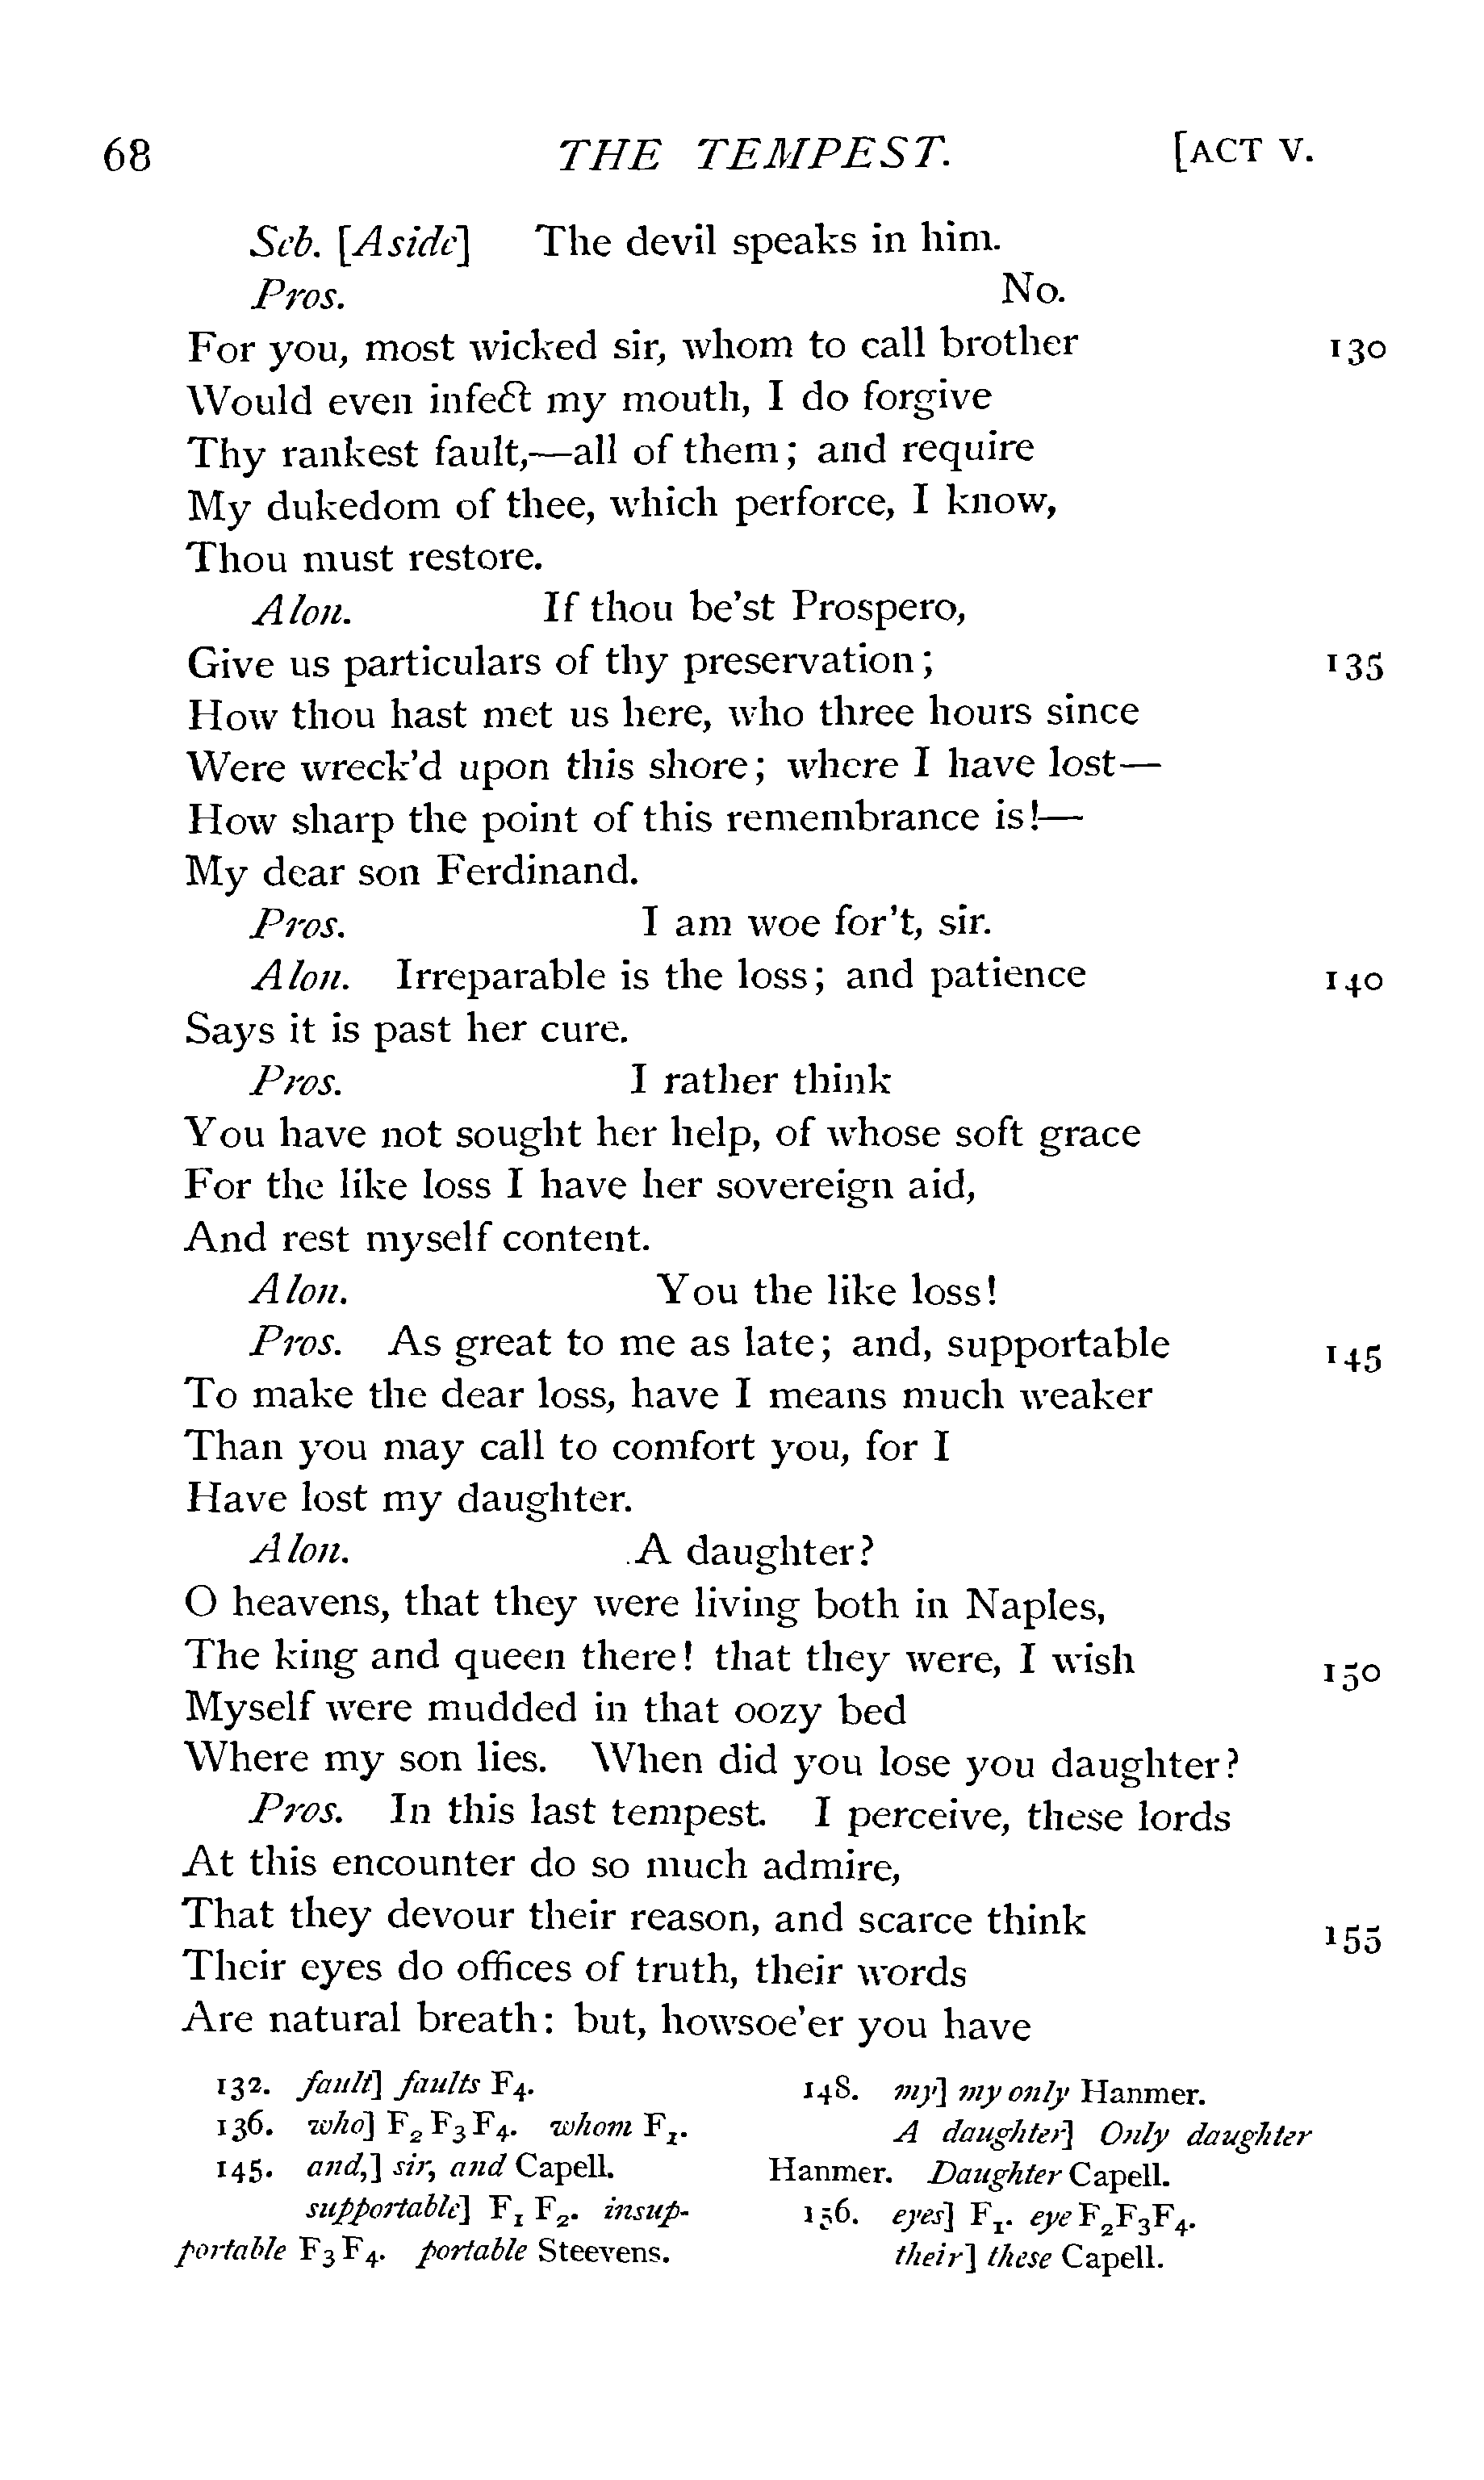 68 THE TEMPEST. [ACT V.
Seb. [Aside] The devil speaks in him.
Pros. No.
For you, most wicked sir, whom to call brother 130
Would even infect my mouth, I do forgive
Thy rankest fault,—all of them; and require
My dukedom of thee, which perforce, I know,
Thou must restore.
Alon. If thou be'st Prospero,
Give us particulars of thy preservation; 135
How thou hast met us here, who three hours since
Were wreck'd upon this shore; where I have lost—
How sharp the point of this remembrance is!—
My dear son Ferdinand.
Pros. I am woe for't, sir.
Alon. Irreparable is the loss; and patience 140
Says it is past her cure.
Pros. I rather think
You have not sought her help, of whose soft grace
For the like loss I have her sovereign aid,
And rest myself content.
Alon. You the like loss!
Pros. As great to me as late; and, supportable 145
To make the dear loss, have I means much weaker
Than you may call to comfort you, for I
Have lost my daughter.
Alon. A daughter?
O heavens, that they were living both in Naples,
The king and queen there! that they were, I wish 150
Myself were mudded in that oozy bed
Where my son lies. When did you lose you daughter?
Pros. In this last tempest. I perceive, these lords
At this encounter do so much admire,
That they devour their reason, and scarce think 155
Their eyes do offices of truth, their words
Are natural breath: but, howsoe'er you have
132. fault] faults F4.
136. who] F2 F3 F4. whom F1.
145. and,] sir, and Capell.
supportable] F1 F2. insup-
portable F3 F4. portable Steevens.
148. my] my only Hanmer.
A daughter] Only daughter
Hanmer. Daughter Capell.
156. eyes] F1. eye F2F3F4.
their] these Capell.